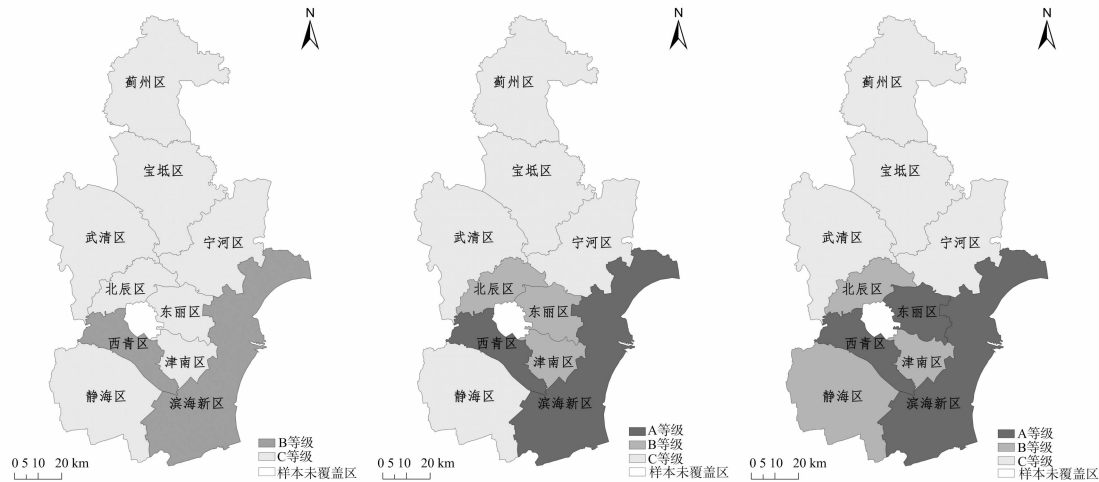 N
蓟州区
宝坻区
武清区
宁河区
北辰区
东丽区
西青区
津南区
静海区
滨海新区
B等级
C等级
样本未覆盖区
0 5 10 20 km
N
蓟州区
宝坻区
武清区
宁河区
北辰区
东丽区
西青区
津南区
静海区
滨海新区
A等级
B等级
C等级
样本未覆盖区
0 5 10 20 km
N
蓟州区
宝坻区
武清区
宁河区
北辰区
东丽区
西青区
津南区
静海区
滨海新区
A等级
B等级
C等级
样本未覆盖区
0 5 10 20 km